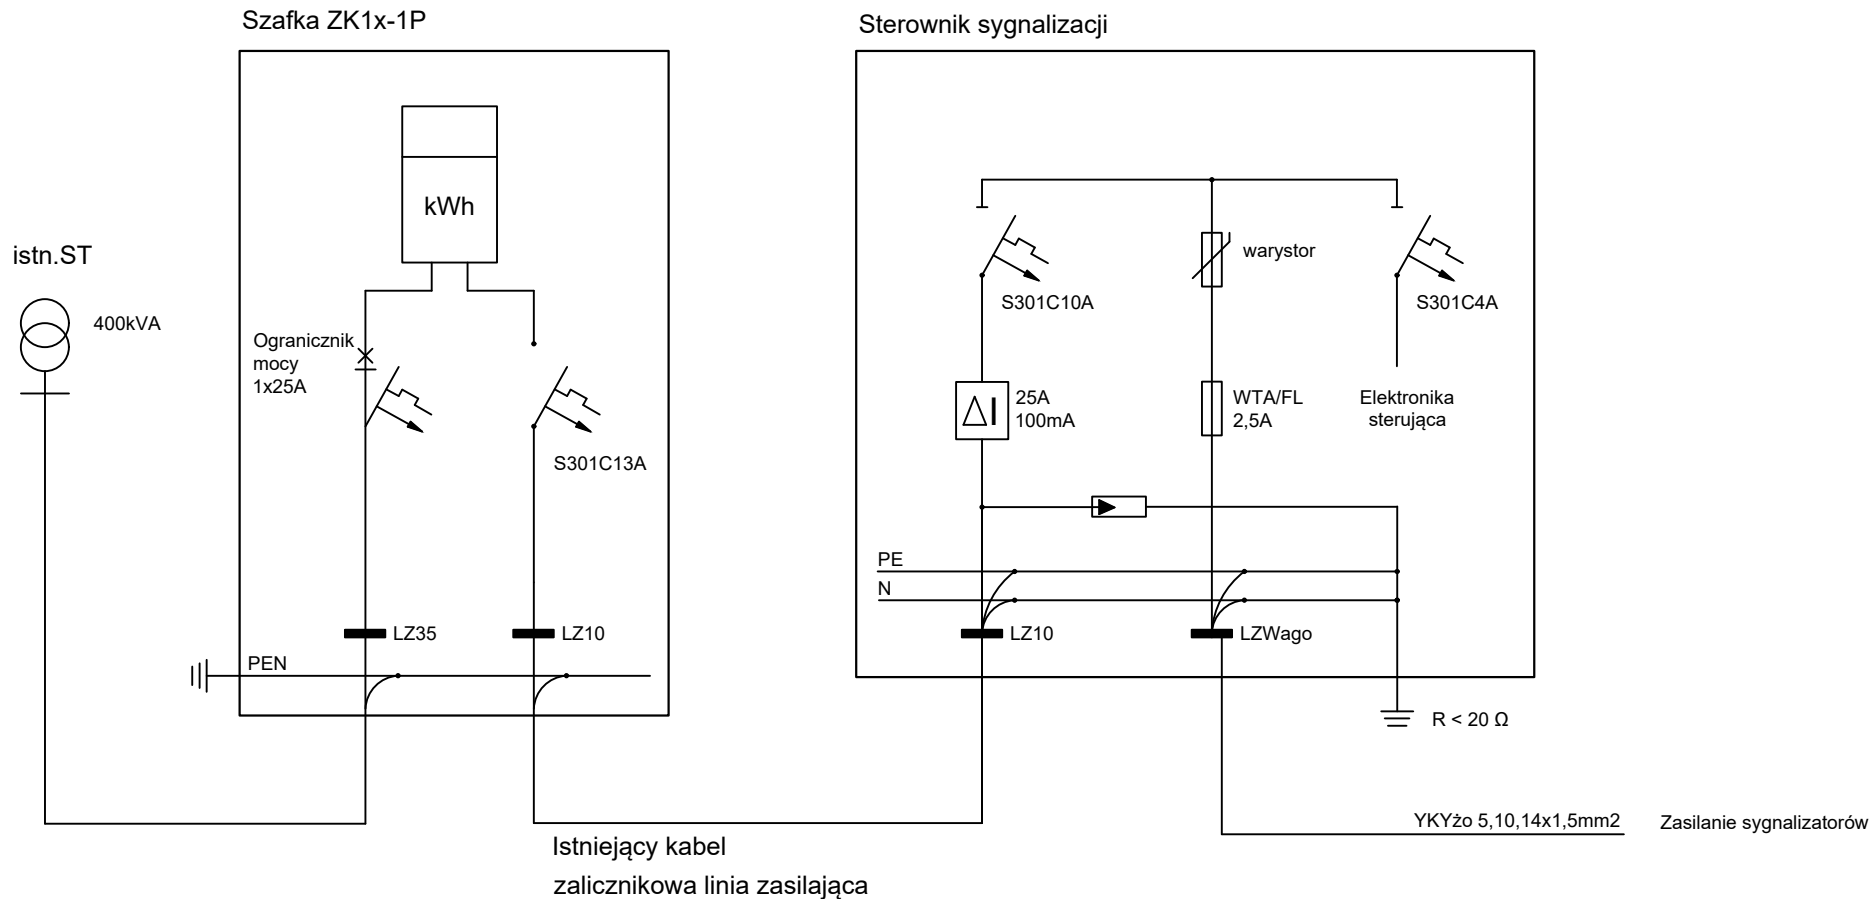 Szafka ZK1x-1P
Sterownik sygnalizacji
kWh
istn.ST
400kVA
Ogranicznik
mocy
1x25A
S301C13A
LZ35
LZ10
PEN
warystor
S301C10A
S301C4A
25A
100mA
ΔI
WTA/FL
2,5A
Elektronika
sterująca
PE
N
LZ10
LZWago
R < 20 Ω
YKYżo 5,10,14x1,5mm2
Zasilanie sygnalizatorów
Istniejący kabel
zalicznikowa linia zasilająca